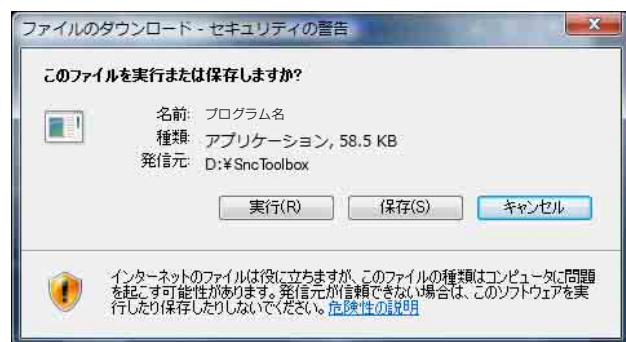 ファイルのダウンロード - セキュリティの警告
このファイルを実行または保存しますか?
名前: プログラム名
種類: アプリケーション, 58.5 KB
発信元: D:¥SncToolbox
実行(R) 保存(S) キャンセル
インターネットのファイルは役に立ちますが、このファイルの種類はコンピュータに問題
を起こす可能性があります。発信元が信頼できない場合は、このソフトウェアを実
行したり保存したりしないでください。危険性の説明